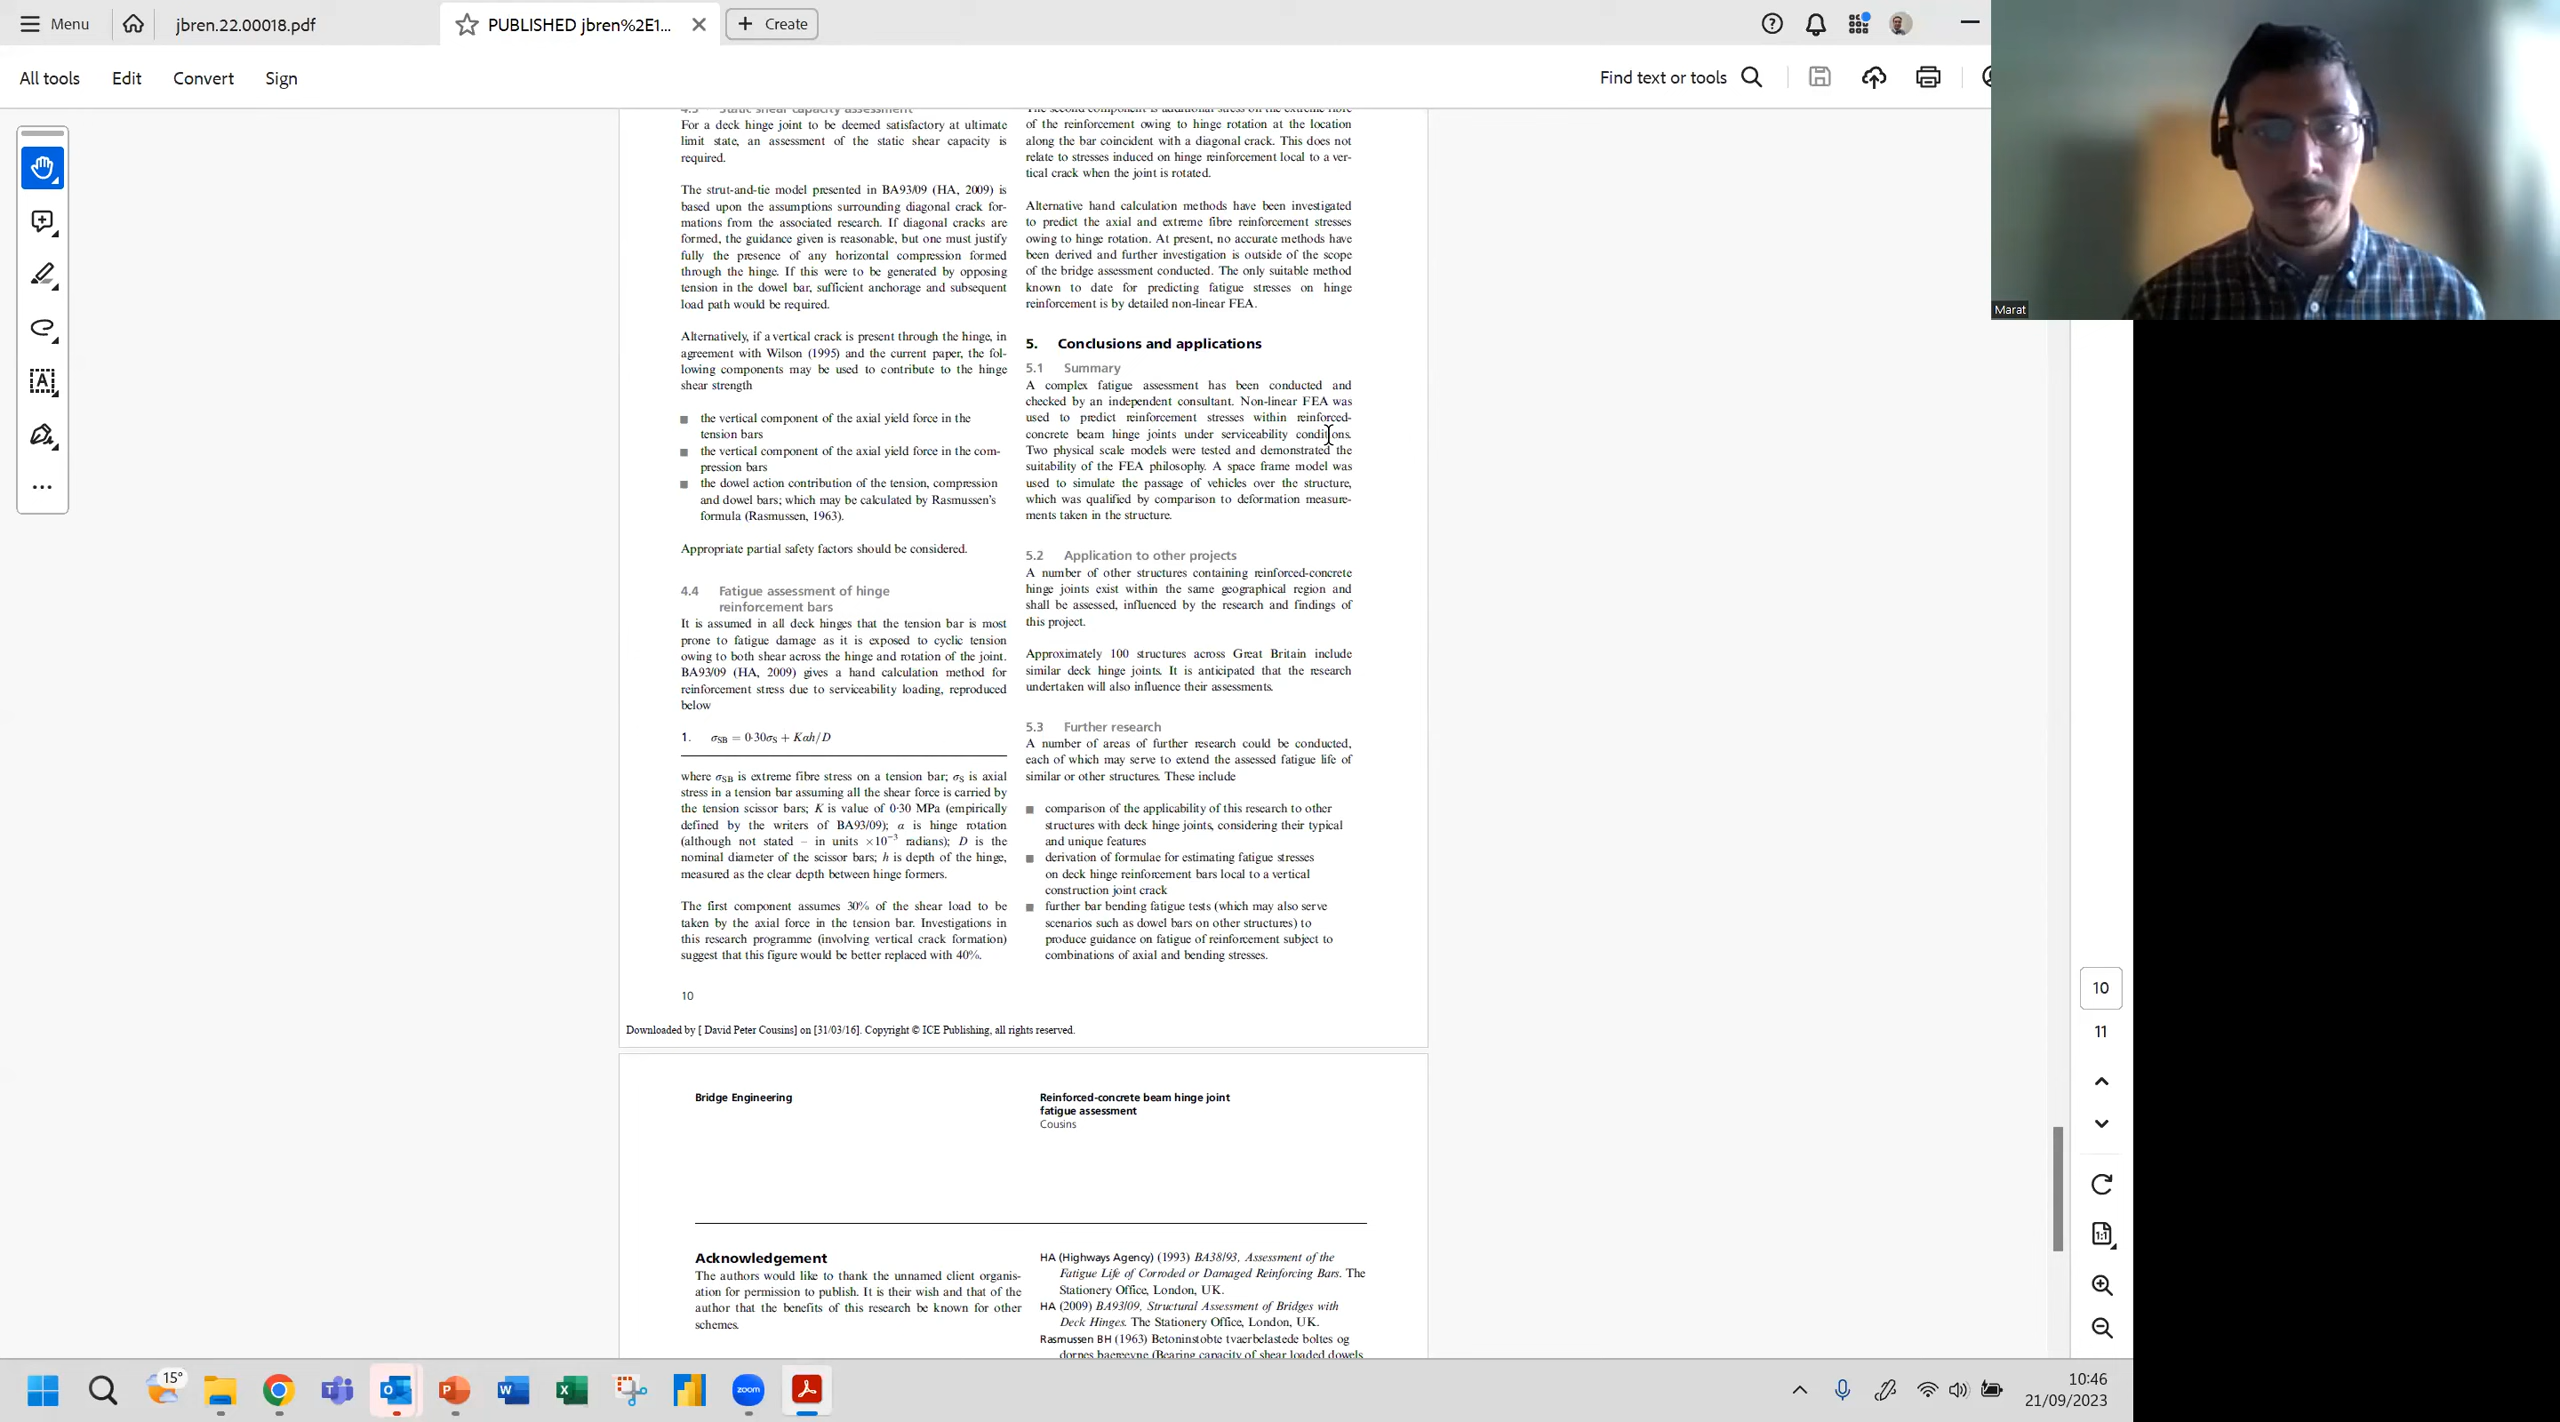 Menu
jbren.22.00018.pdf
PUBLISHED jbren%2E1...
Create
All tools
Edit
Convert
Sign
Find text or tools
Marat
4.3 Static shear capacity assessment
For a deck hinge joint to be deemed satisfactory at ultimate
limit state, an assessment of the static shear capacity is
required.
The strut-and-tie model presented in BA93/09 (HA, 2009) is
based upon the assumptions surrounding diagonal crack for-
mations from the associated research. If diagonal cracks are
formed, the guidance given is reasonable, but one must justify
fully the presence of any horizontal compression formed
through the hinge. If this were to be generated by opposing
tension in the dowel bar, sufficient anchorage and subsequent
load path would be required.
Alternatively, if a vertical crack is present through the hinge, in
agreement with Wilson (1995) and the current paper, the fol-
lowing components may be used to contribute to the hinge
shear strength
the vertical component of the axial yield force in the
tension bars
the vertical component of the axial yield force in the com-
pression bars
the dowel action contribution of the tension, compression
and dowel bars; which may be calculated by Rasmussen's
formula (Rasmussen, 1963).
Appropriate partial safety factors should be considered.
4.4 Fatigue assessment of hinge
reinforcement bars
It is assumed in all deck hinges that the tension bar is most
prone to fatigue damage as it is exposed to cyclic tension
owing to both shear across the hinge and rotation of the joint.
BA93/09 (HA, 2009) gives a hand calculation method for
reinforcement stress due to serviceability loading, reproduced
below
1. σSB = 0·30σS + Kαh/D
where σSB is extreme fibre stress on a tension bar; σS is axial
stress in a tension bar assuming all the shear force is carried by
the tension scissor bars; K is value of 0·30 MPa (empirically
defined by the writers of BA93/09); α is hinge rotation
(although not stated – in units ×10−3 radians); D is the
nominal diameter of the scissor bars; h is depth of the hinge,
measured as the clear depth between hinge formers.
The first component assumes 30% of the shear load to be
taken by the axial force in the tension bar. Investigations in
this research programme (involving vertical crack formation)
suggest that this figure would be better replaced with 40%.
The second component is additional stress on the extreme fibre
of the reinforcement owing to hinge rotation at the location
along the bar coincident with a diagonal crack. This does not
relate to stresses induced on hinge reinforcement local to a ver-
tical crack when the joint is rotated.
Alternative hand calculation methods have been investigated
to predict the axial and extreme fibre reinforcement stresses
owing to hinge rotation. At present, no accurate methods have
been derived and further investigation is outside of the scope
of the bridge assessment conducted. The only suitable method
known to date for predicting fatigue stresses on hinge
reinforcement is by detailed non-linear FEA.
5. Conclusions and applications
5.1 Summary
A complex fatigue assessment has been conducted and
checked by an independent consultant. Non-linear FEA was
used to predict reinforcement stresses within reinforced-
concrete beam hinge joints under serviceability conditions.
Two physical scale models were tested and demonstrated the
suitability of the FEA philosophy. A space frame model was
used to simulate the passage of vehicles over the structure,
which was qualified by comparison to deformation measure-
ments taken in the structure.
5.2 Application to other projects
A number of other structures containing reinforced-concrete
hinge joints exist within the same geographical region and
shall be assessed, influenced by the research and findings of
this project.
Approximately 100 structures across Great Britain include
similar deck hinge joints. It is anticipated that the research
undertaken will also influence their assessments.
5.3 Further research
A number of areas of further research could be conducted,
each of which may serve to extend the assessed fatigue life of
similar or other structures. These include
comparison of the applicability of this research to other
structures with deck hinge joints, considering their typical
and unique features
derivation of formulae for estimating fatigue stresses
on deck hinge reinforcement bars local to a vertical
construction joint crack
further bar bending fatigue tests (which may also serve
scenarios such as dowel bars on other structures) to
produce guidance on fatigue of reinforcement subject to
combinations of axial and bending stresses.
10
Downloaded by [ David Peter Cousins] on [31/03/16]. Copyright © ICE Publishing, all rights reserved.
Bridge Engineering
Reinforced-concrete beam hinge joint
fatigue assessment
Cousins
Acknowledgement
The authors would like to thank the unnamed client organis-
ation for permission to publish. It is their wish and that of the
author that the benefits of this research be known for other
schemes.
HA (Highways Agency) (1993) BA38/93, Assessment of the
Fatigue Life of Corroded or Damaged Reinforcing Bars. The
Stationery Office, London, UK.
HA (2009) BA93/09, Structural Assessment of Bridges with
Deck Hinges. The Stationery Office, London, UK.
Rasmussen BH (1963) Betoninstobte tvaerbelastede boltes og
dornes baereevne (Bearing capacity of shear loaded dowels
10
11
1:1
15°
zoom
10:46
21/09/2023